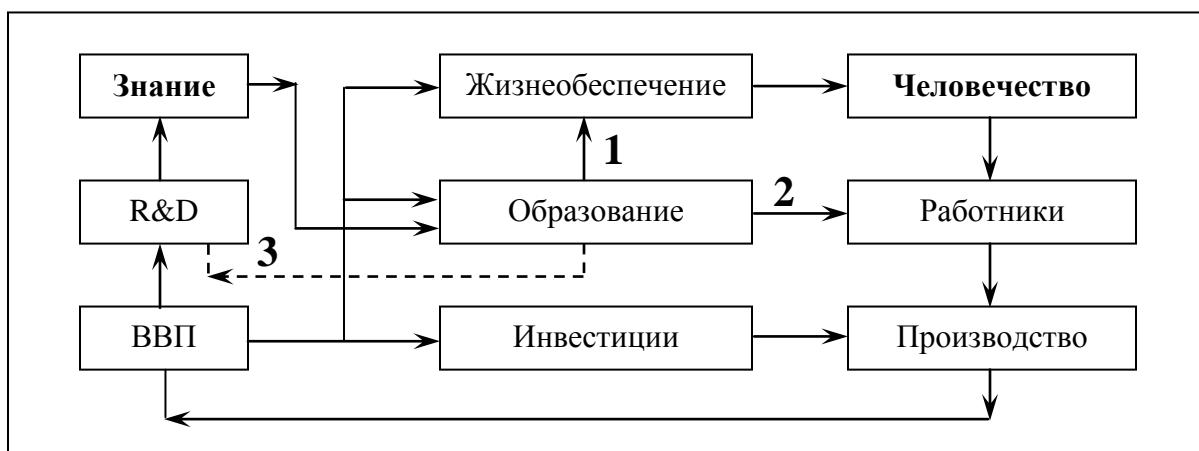 Знание
Жизнеобеспечение
Человечество
1
R&D
Образование
2
Работники
3
ВВП
Инвестиции
Производство